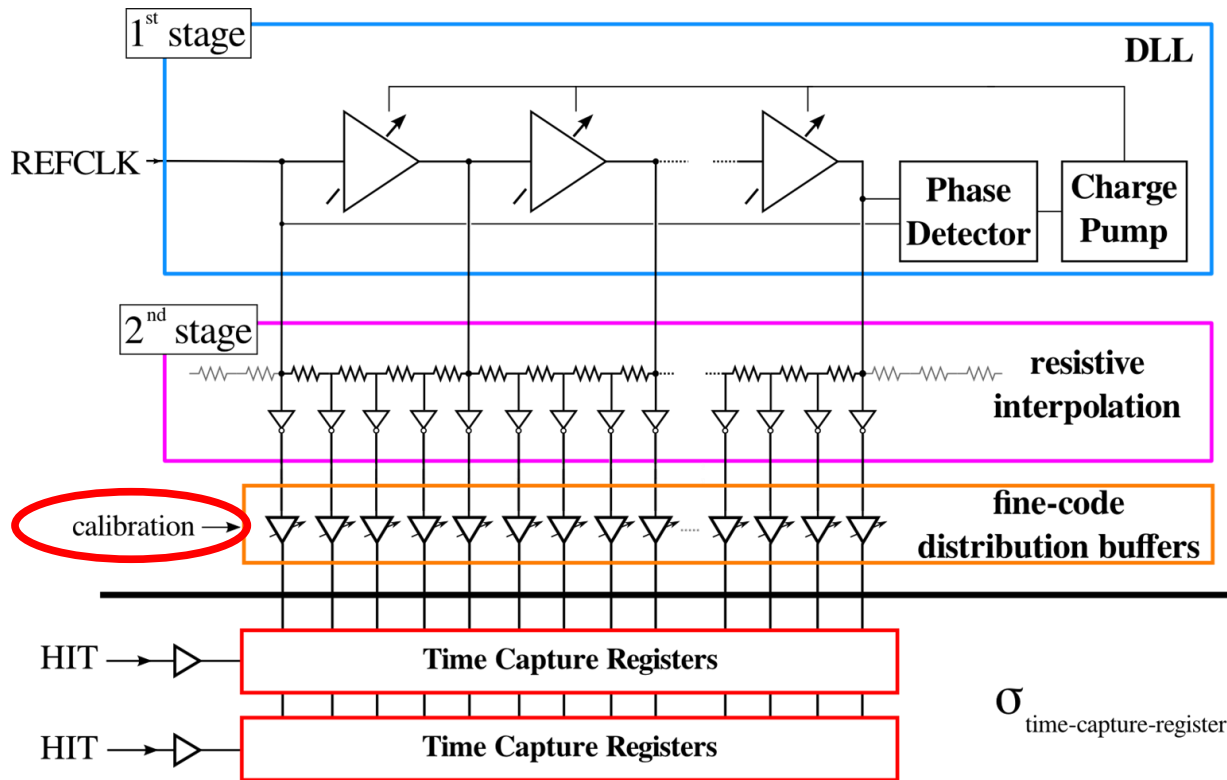 1st stage
DLL
REFCLK
Phase
Detector
Charge
Pump
2nd stage
resistive
interpolation
calibration
fine-code
distribution buffers
HIT
Time Capture Registers
σtime-capture-register
HIT
Time Capture Registers